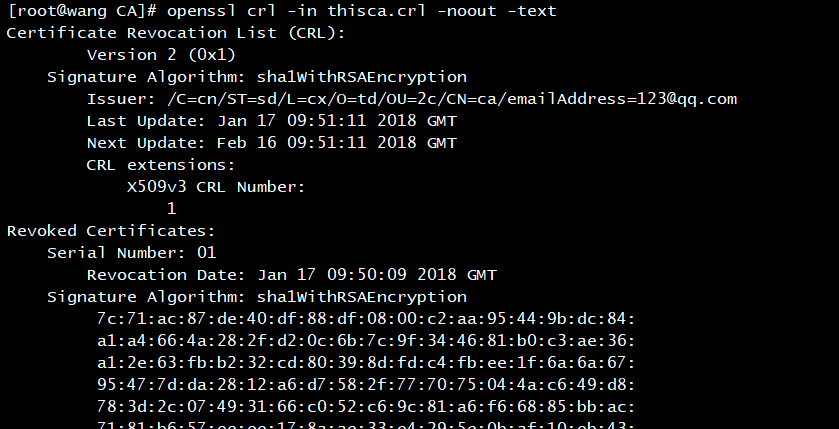 [root@wang CA]# openssl crl -in thisca.crl -noout -text
Certificate Revocation List (CRL):
Version 2 (0x1)
Signature Algorithm: sha1WithRSAEncryption
Issuer: /C=cn/ST=sd/L=cx/O=td/OU=2c/CN=ca/emailAddress=123@qq.com
Last Update: Jan 17 09:51:11 2018 GMT
Next Update: Feb 16 09:51:11 2018 GMT
CRL extensions:
X509v3 CRL Number:
1
Revoked Certificates:
Serial Number: 01
Revocation Date: Jan 17 09:50:09 2018 GMT
Signature Algorithm: sha1WithRSAEncryption
7c:71:ac:87:de:40:df:88:df:08:00:c2:aa:95:44:9b:dc:84:
a1:a4:66:4a:28:2f:d2:0c:6b:7c:9f:34:46:81:b0:c3:ae:36:
a1:2e:63:fb:b2:32:cd:80:39:8d:fd:c4:fb:ee:1f:6a:6a:67:
95:47:7d:da:28:12:a6:d7:58:2f:77:70:75:04:4a:c6:49:d8:
78:3d:2c:07:49:31:66:c0:52:c6:9c:81:a6:f6:68:85:bb:ac: